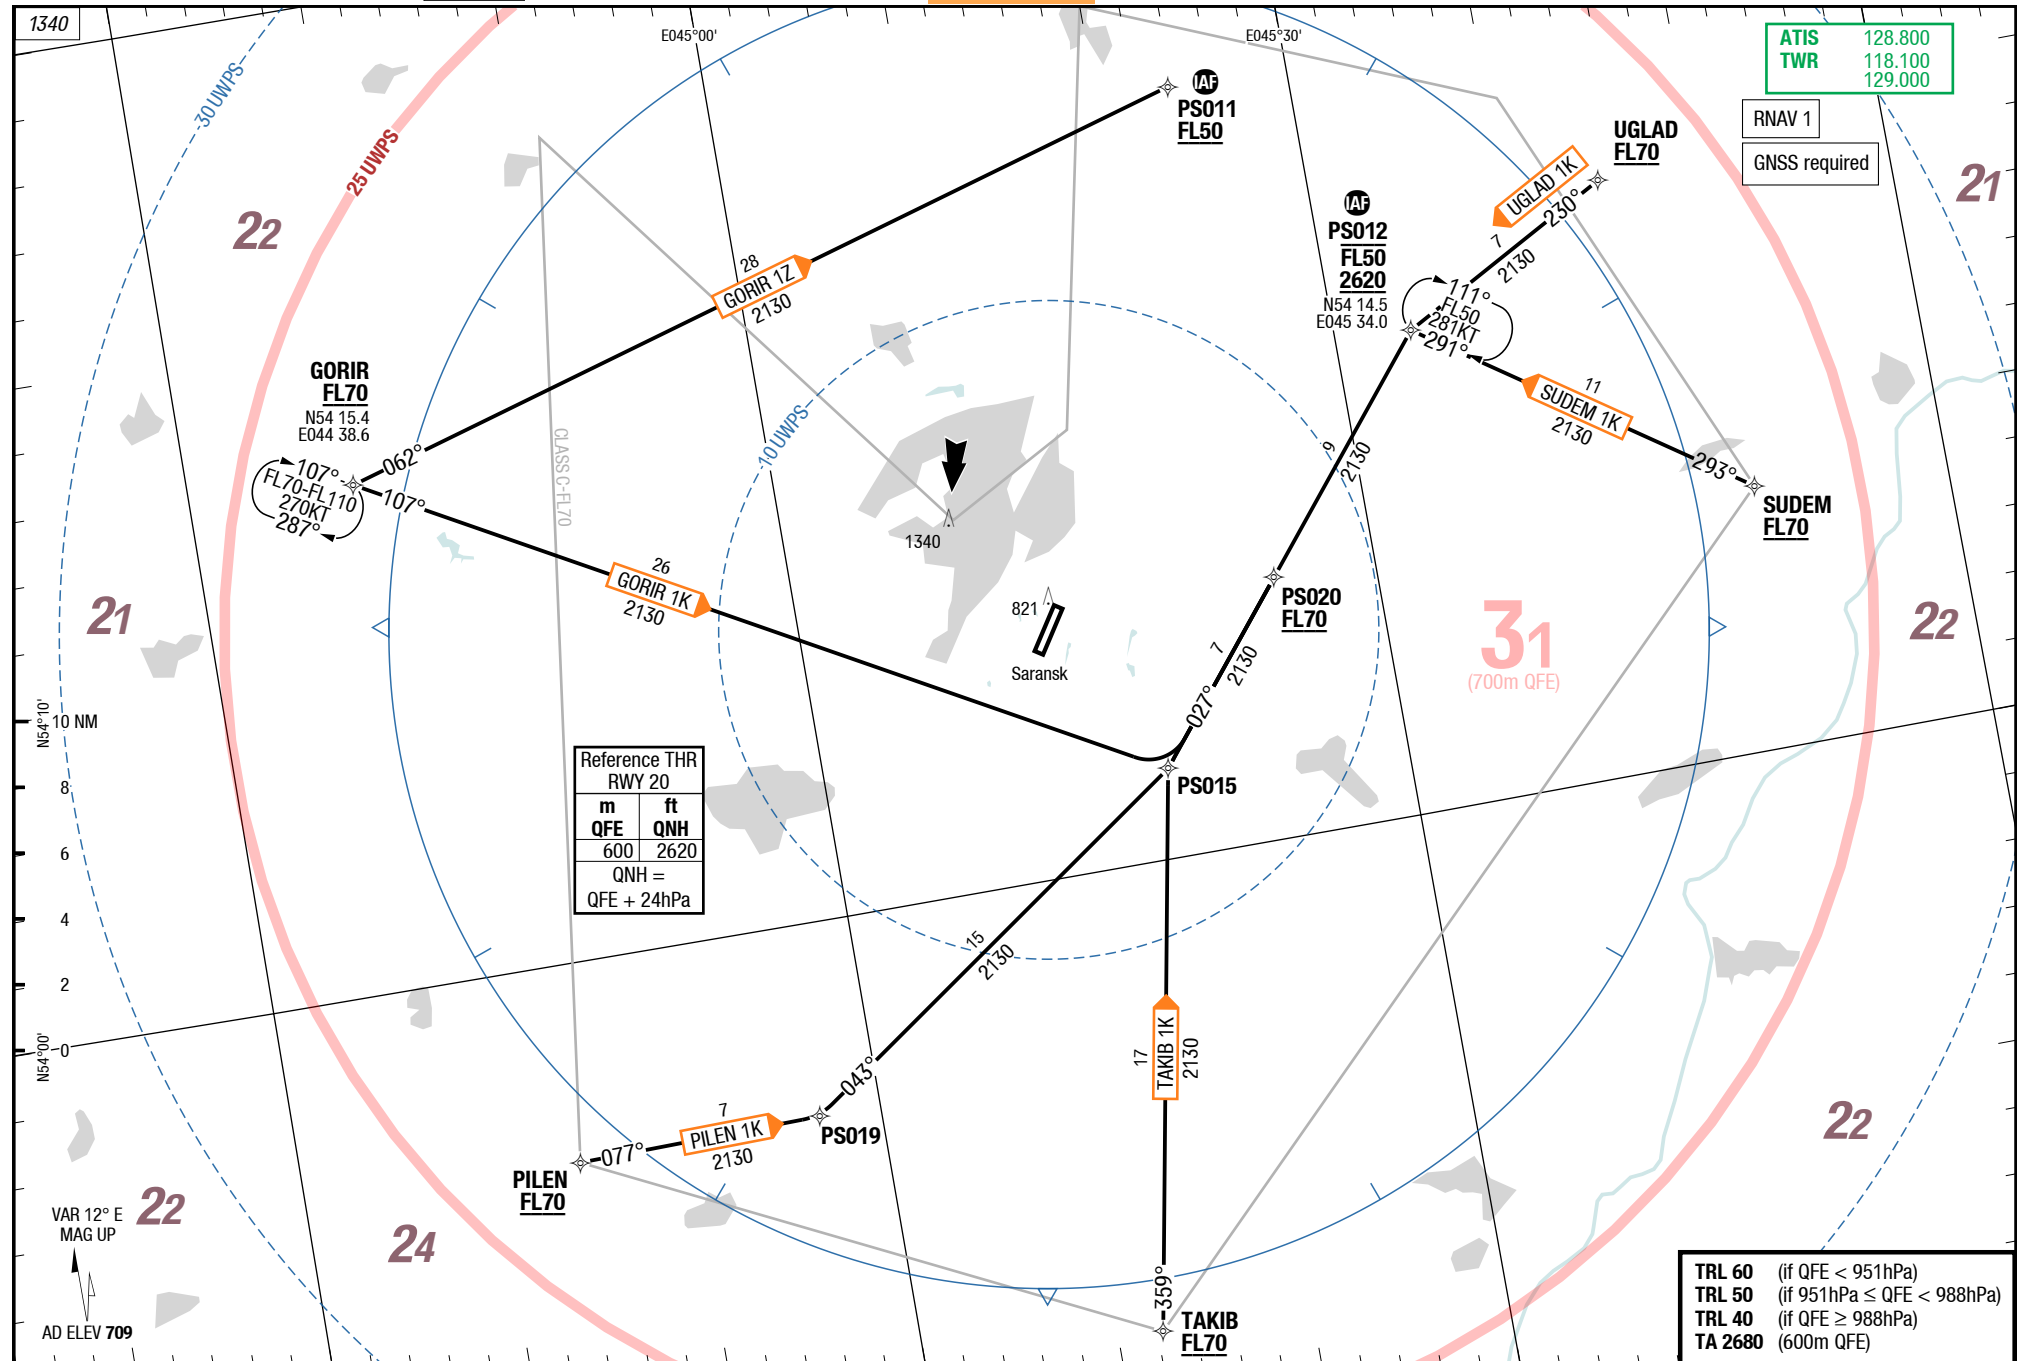 1340
E045°00'
E045°30'
ATIS 128.800
TWR 118.100
129.000
RNAV 1
GNSS required
30 UWPS
25 UWPS
IAF
PS011
FL50
UGLAD
FL70
UGLAD 1K
230°
7
2130
21
22
IAF
PS012
FL50
2620
N54 14.5
E045 34.0
111°
FL50
281KT
291°
28
GORIR 1Z
2130
GORIR
FL70
N54 15.4
E044 38.6
062°
107°
FL70-FL110
270KT
287°
107°
CLASS C-FL70
10 UWPS
11
SUDEM 1K
2130
293°
SUDEM
FL70
9
2130
1340
26
GORIR 1K
2130
821
Saransk
PS020
FL70
7
2130
027°
31
(700m QFE)
21
22
N54°10'
10 NM
8
6
4
2
0
N54°00'
Reference THR
RWY 20
m ft
QFE QNH
600 2620
QNH =
QFE + 24hPa
PS015
15
2130
043°
17
TAKIB 1K
2130
7
PILEN 1K
2130
077°
PS019
PILEN
FL70
22
22
24
VAR 12° E
MAG UP
AD ELEV 709
359°
TAKIB
FL70
TRL 60 (if QFE < 951hPa)
TRL 50 (if 951hPa ≤ QFE < 988hPa)
TRL 40 (if QFE ≥ 988hPa)
TA 2680 (600m QFE)